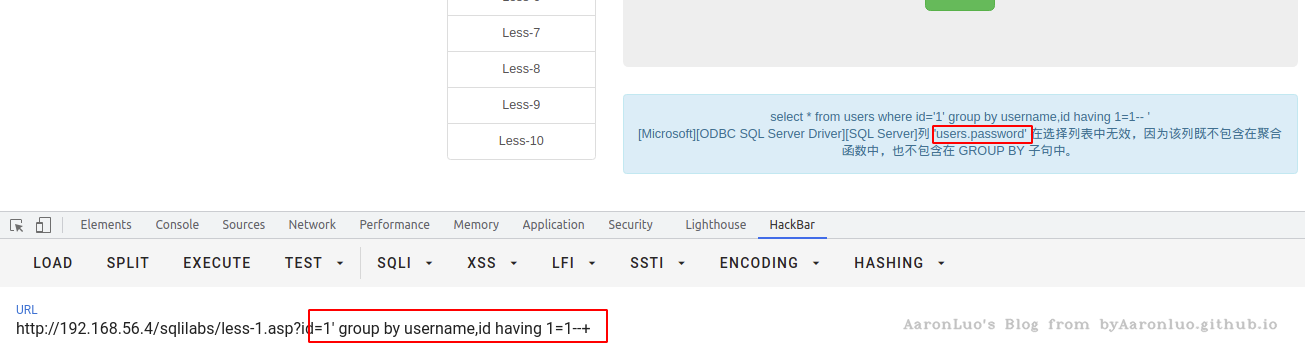 Less-7
Less-8
Less-9
Less-10
select * from users where id='1' group by username,id having 1=1-- '
[Microsoft][ODBC SQL Server Driver][SQL Server]列 'users.password' 在选择列表中无效，因为该列既不包含在聚合
函数中，也不包含在 GROUP BY 子句中。
Elements Console Sources Network Performance Memory Application Security Lighthouse HackBar
LOAD SPLIT EXECUTE TEST SQLI XSS LFI SSTI ENCODING HASHING
URL
http://192.168.56.4/sqlilabs/less-1.asp?id=1' group by username,id having 1=1--+
AaronLuo's Blog from byAaronluo.github.io